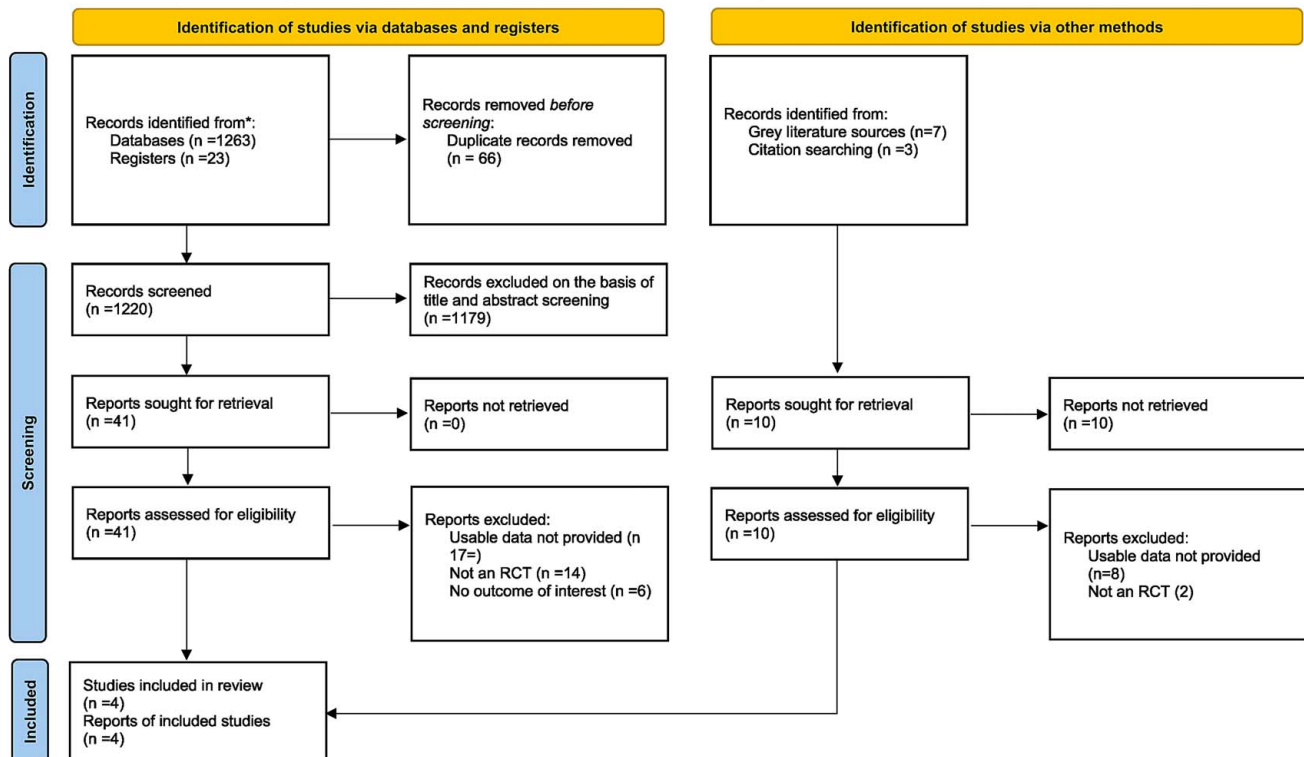 Identification of studies via databases and registers
Identification of studies via other methods
Identification
Records identified from*:
Databases (n =1263)
Registers (n =23)
Records removed before
screening:
Duplicate records removed
(n = 66)
Records identified from:
Grey literature sources (n=7)
Citation searching (n =3)
Screening
Records screened
(n =1220)
Records excluded on the basis of
title and abstract screening
(n =1179)
Reports sought for retrieval
(n =41)
Reports not retrieved
(n =0)
Reports sought for retrieval
(n =10)
Reports not retrieved
(n =10)
Reports assessed for eligibility
(n =41)
Reports excluded:
Usable data not provided (n
17=)
Not an RCT (n =14)
No outcome of interest (n =6)
Reports assessed for eligibility
(n =10)
Reports excluded:
Usable data not provided
(n=8)
Not an RCT (2)
Included
Studies included in review
(n =4)
Reports of included studies
(n =4)